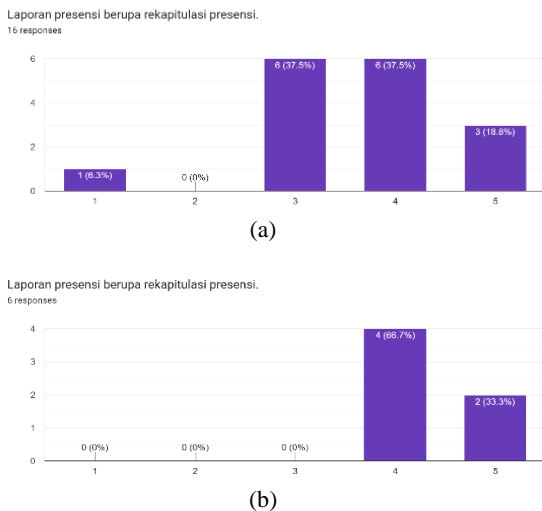 Laporan presensi berupa rekapitulasi presensi.
16 responses
6
4
2
0
1 (6.3%)
0 (0%)
6 (37.5%)
6 (37.5%)
3 (18.8%)
1 2 3 4 5
(a)
Laporan presensi berupa rekapitulasi presensi.
6 responses
4
3
2
1
0
0 (0%)
0 (0%)
0 (0%)
4 (66.7%)
2 (33.3%)
1 2 3 4 5
(b)